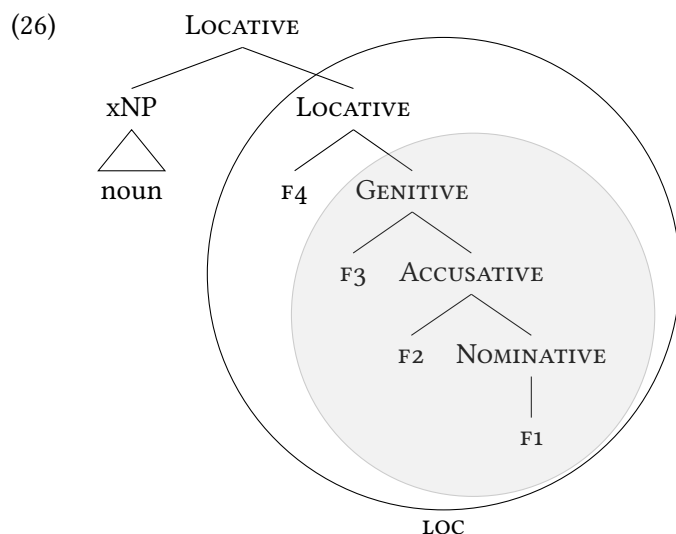 (26) LOCATIVE
xNP LOCATIVE
noun F4 GENITIVE
F3 ACCUSATIVE
F2 NOMINATIVE
F1
LOC